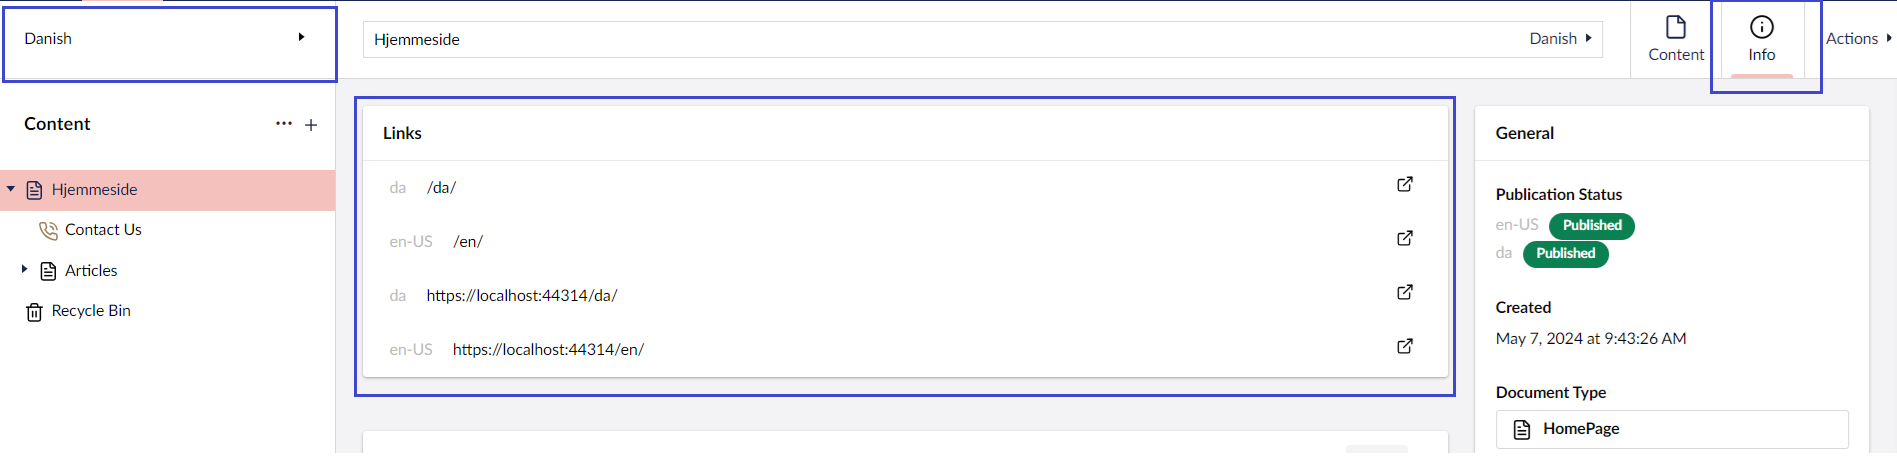 Danish
Hjemmeside
Danish
Content
Info
Actions
Content
Hjemmeside
Contact Us
Articles
Recycle Bin
Links
da /da/
en-US /en/
da https://localhost:44314/da/
en-US https://localhost:44314/en/
General
Publication Status
en-US Published
da Published
Created
May 7, 2024 at 9:43:26 AM
Document Type
HomePage